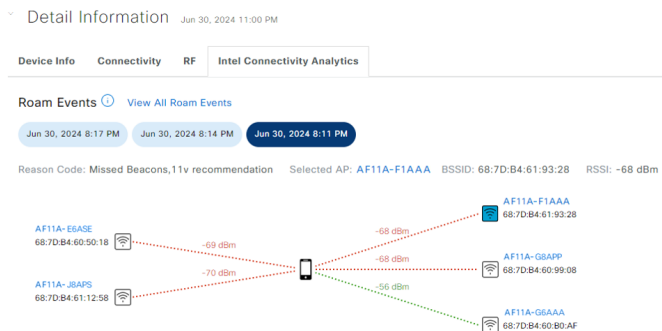 Detail Information Jun 30, 2024 11:00 PM
Device Info Connectivity RF Intel Connectivity Analytics
Roam Events View All Roam Events
Jun 30, 2024 8:17 PM Jun 30, 2024 8:14 PM Jun 30, 2024 8:11 PM
Reason Code: Missed Beacons,11v recommendation Selected AP: AF11A-F1AAA BSSID: 68:7D:B4:61:93:28 RSSI: -68 dBm
AF11A-F1AAA
68:7D:B4:61:93:28
AF11A-E6ASE
68:7D:B4:60:50:18
-69 dBm
-68 dBm
-68 dBm
AF11A-G8APP
68:7D:B4:60:99:08
AF11A-J8APS
68:7D:B4:61:12:58
-70 dBm
-56 dBm
AF11A-G6AAA
68:7D:B4:60:B0:AF